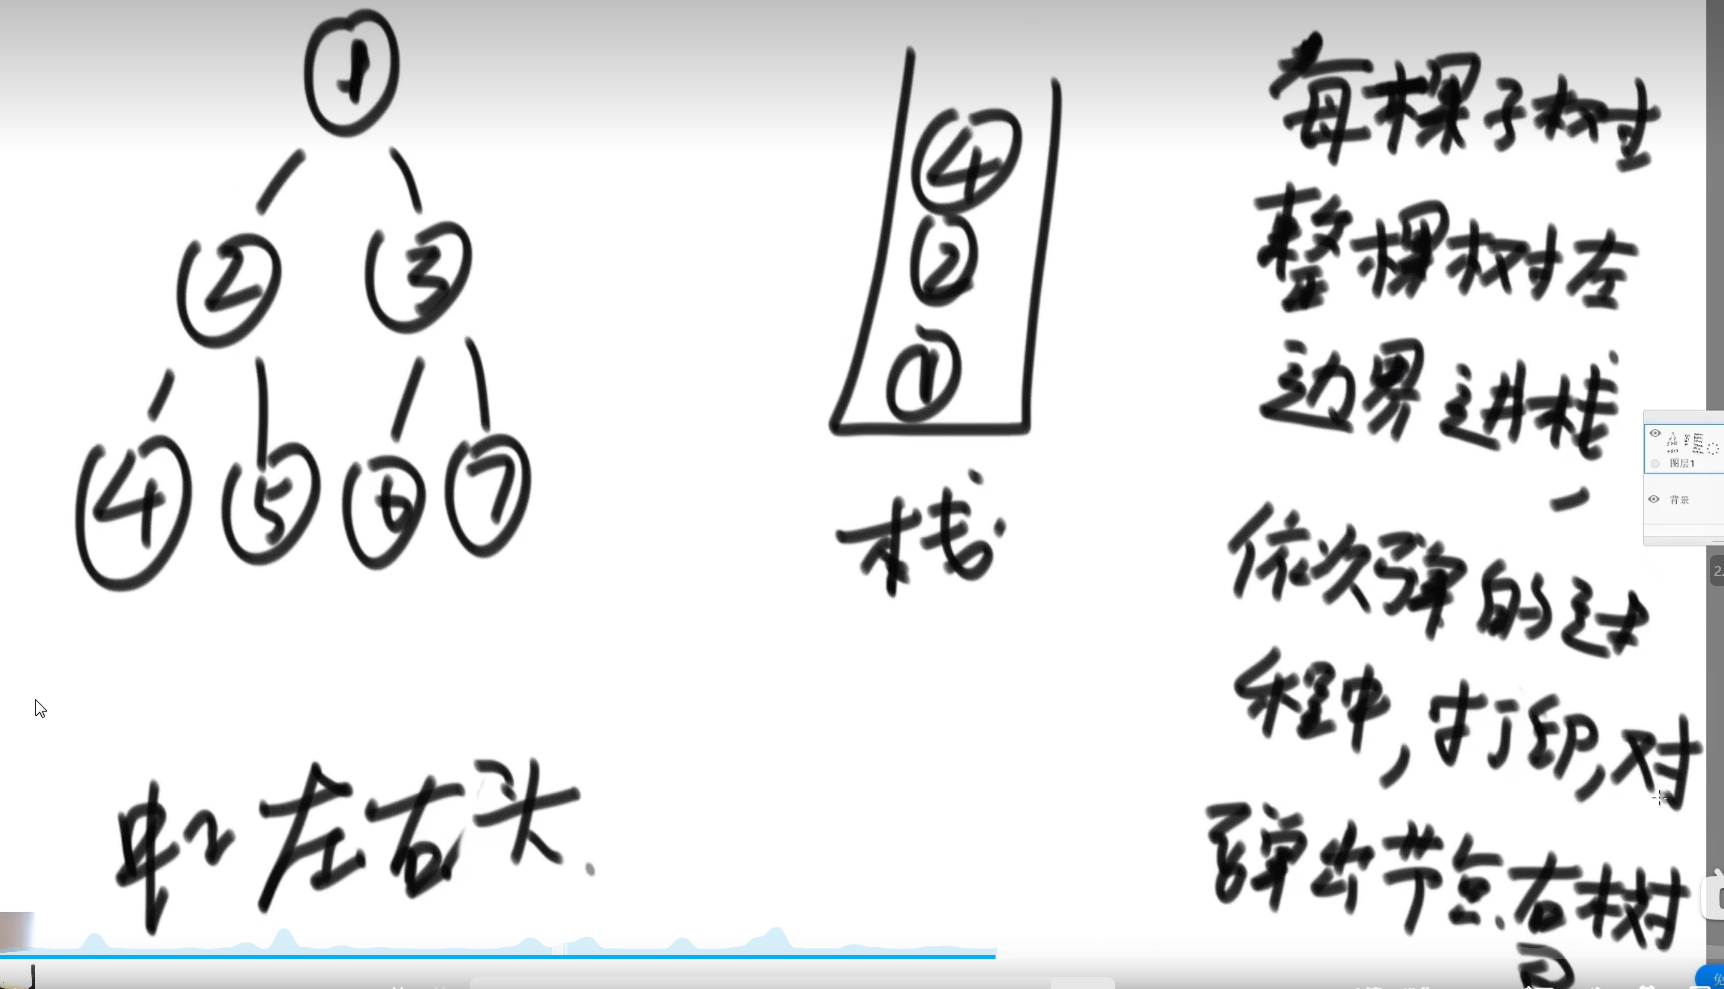 1
2 3
4 5 6 7
4
2
1
栈
每棵子树
整棵树左
边界进栈
,
依次弹的过
程中,打印,对
弹出节点右树
图层1
背景
2.
左右头.
免